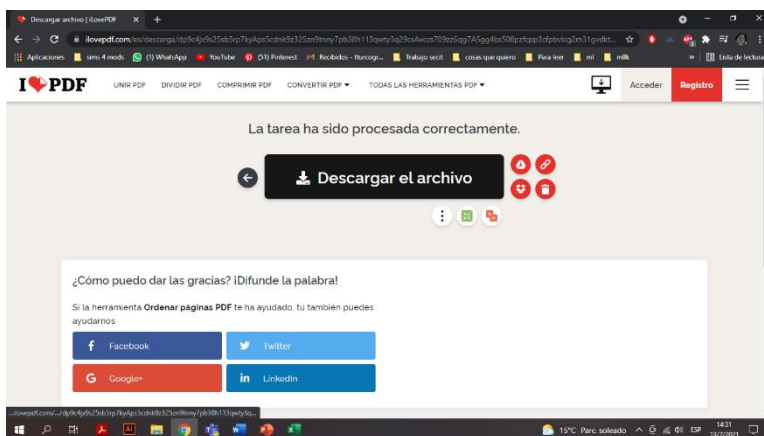 Descargar archivo | iLovePDF
ilovepdf.com/es/descarga/
Aplicaciones sims 4 mods (1) WhatsApp YouTube (51) Pinterest Trabajo secit cosas que quiero Para leer ml milk Lista de lectura
I PDF UNIR PDF DIVIDIR PDF COMPRIMIR PDF CONVERTIR PDF TODAS LAS HERRAMIENTAS PDF Acceder Registro
La tarea ha sido procesada correctamente.
Descargar el archivo
¿Cómo puedo dar las gracias? ¡Difunde la palabra!
Si la herramienta Ordenar páginas PDF te ha ayudado, tú también puedes
ayudarnos
Facebook Twitter
Google+ LinkedIn
15°C Parc. soleado ESP 14:31
13/7/2021